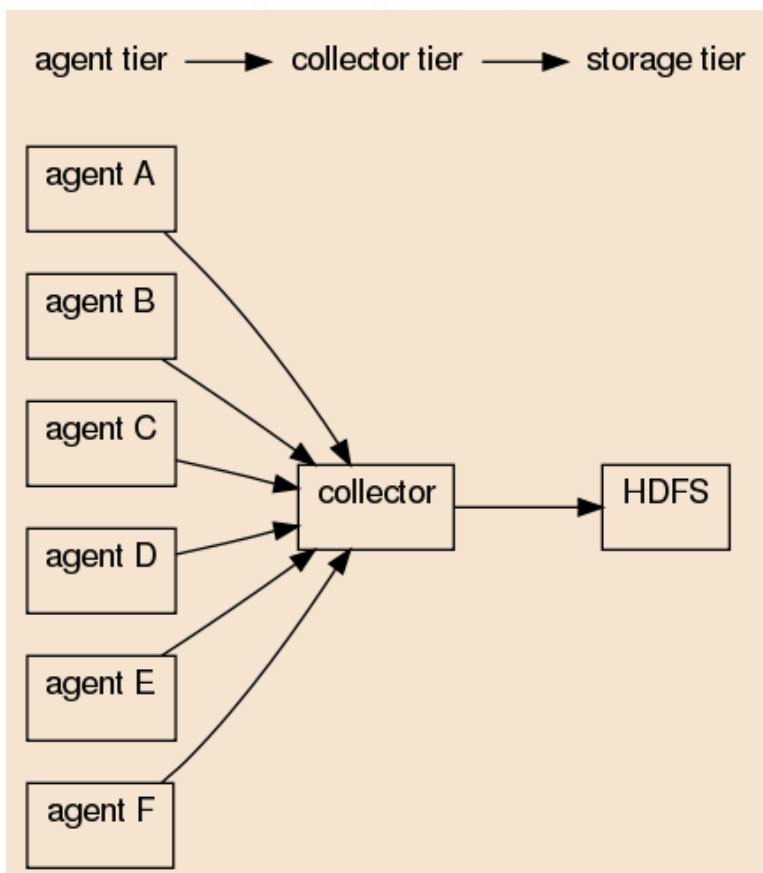 agent tier collector tier storage tier
agent A
agent B
agent C
collector HDFS
agent D
agent E
agent F